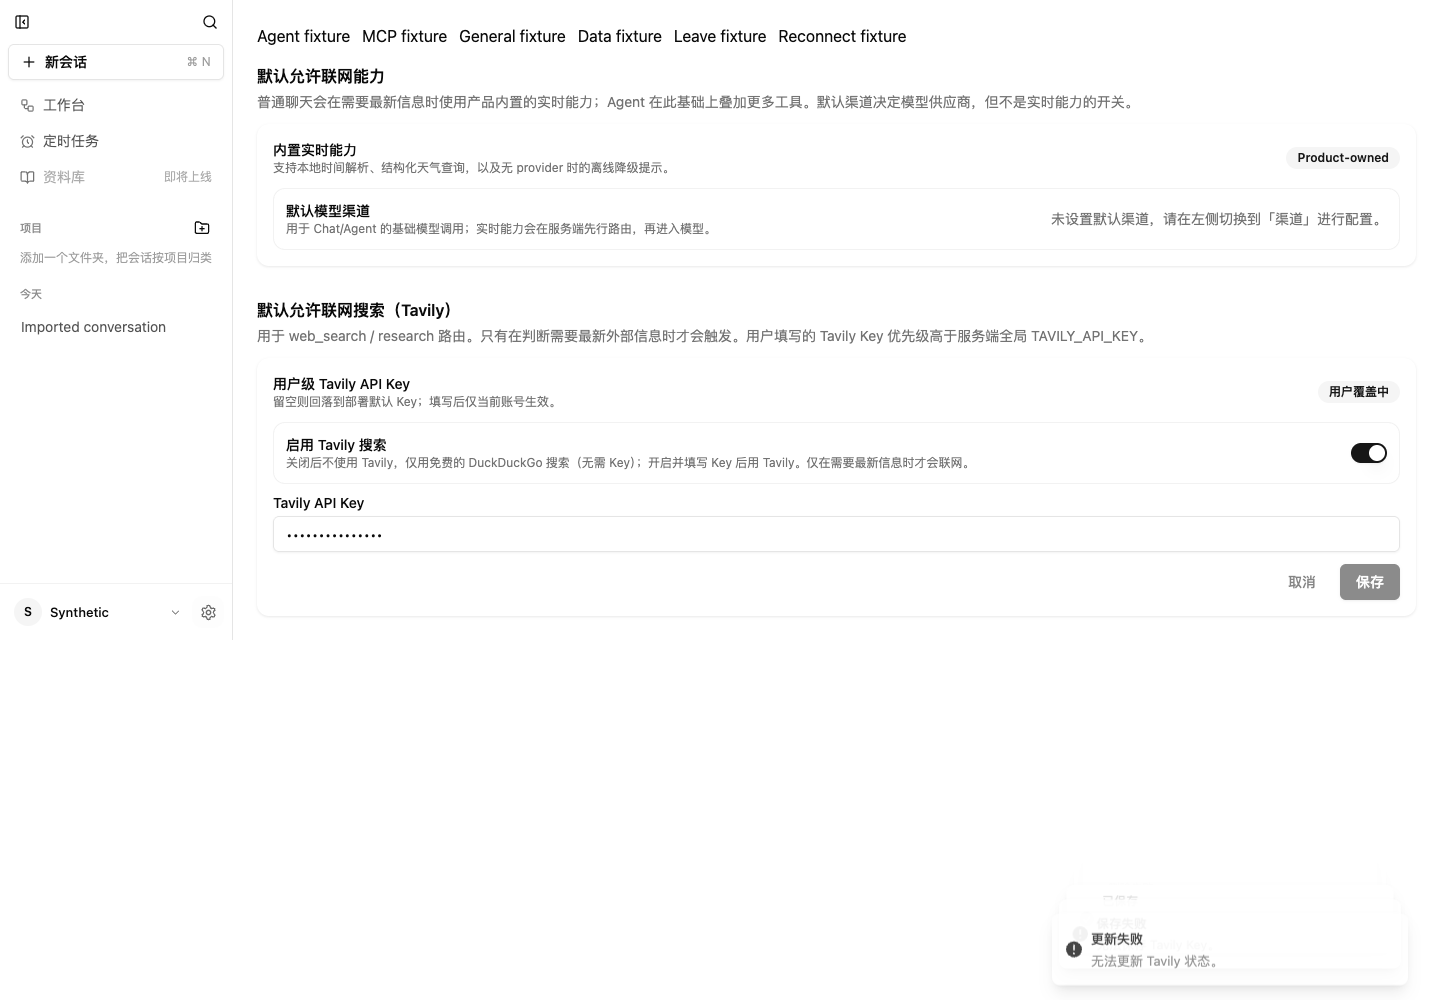 新会话
⌘ N
工作台
定时任务
资料库
即将上线
项目
添加一个文件夹，把会话按项目归类
今天
Imported conversation
S
Synthetic
Agent fixture MCP fixture General fixture Data fixture Leave fixture Reconnect fixture
默认允许联网能力
普通聊天会在需要最新信息时使用产品内置的实时能力；Agent 在此基础上叠加更多工具。默认渠道决定模型供应商，但不是实时能力的开关。
内置实时能力
支持本地时间解析、结构化天气查询，以及无 provider 时的离线降级提示。
Product-owned
默认模型渠道
用于 Chat/Agent 的基础模型调用；实时能力会在服务端先行路由，再进入模型。
未设置默认渠道，请在左侧切换到「渠道」进行配置。
默认允许联网搜索（Tavily）
用于 web_search / research 路由。只有在判断需要最新外部信息时才会触发。用户填写的 Tavily Key 优先级高于服务端全局 TAVILY_API_KEY。
用户级 Tavily API Key
留空则回落到部署默认 Key；填写后仅当前账号生效。
用户覆盖中
启用 Tavily 搜索
关闭后不使用 Tavily，仅用免费的 DuckDuckGo 搜索（无需 Key）；开启并填写 Key 后用 Tavily。仅在需要最新信息时才会联网。
Tavily API Key
•••••••••••••••
取消
保存
保存失败
更新失败
无法更新 Tavily 状态。